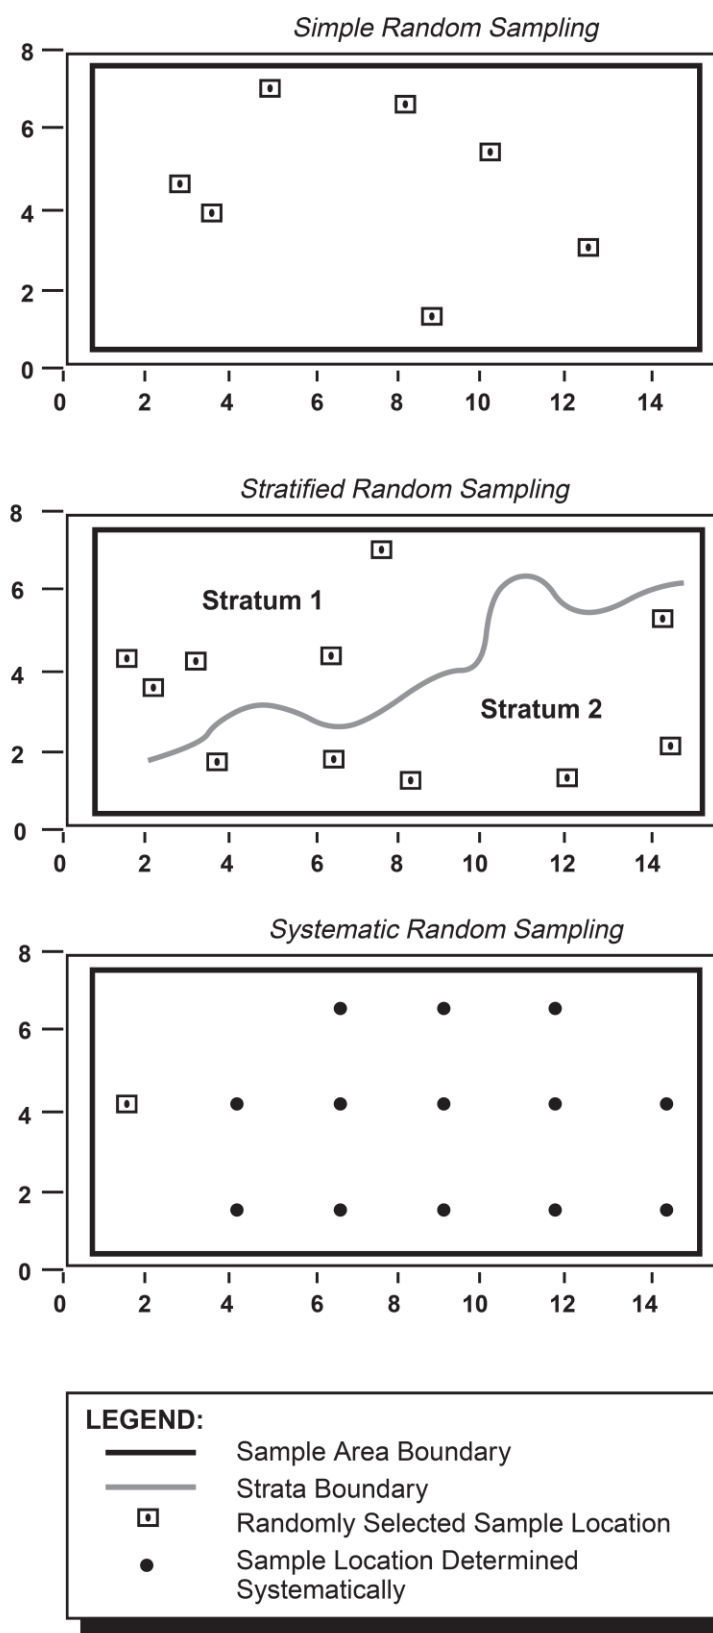 Simple Random Sampling
8
6
4
2
0
0 2 4 6 8 10 12 14
Stratified Random Sampling
8
6
4
2
0
Stratum 1
Stratum 2
0 2 4 6 8 10 12 14
Systematic Random Sampling
8
6
4
2
0
0 2 4 6 8 10 12 14
LEGEND:
Sample Area Boundary
Strata Boundary
Randomly Selected Sample Location
Sample Location Determined
Systematically